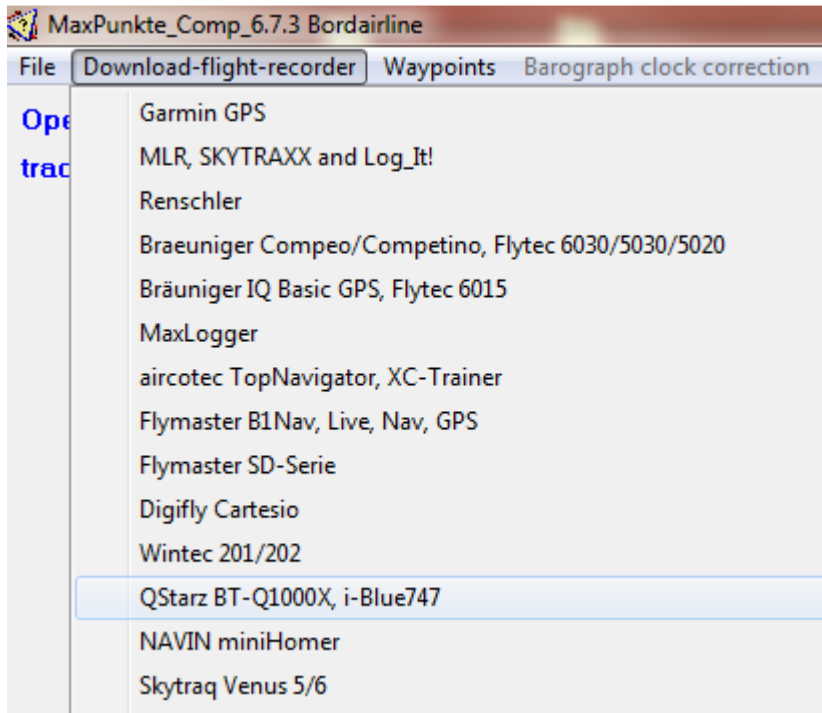 MaxPunkte_Comp_6.7.3 Bordairline
File Download-flight-recorder Waypoints Barograph clock correction
Ope
trac
Garmin GPS
MLR, SKYTRAXX and Log_It!
Renschler
Braeuniger Compeo/Competino, Flytec 6030/5030/5020
Bräuniger IQ Basic GPS, Flytec 6015
MaxLogger
aircotec TopNavigator, XC-Trainer
Flymaster B1Nav, Live, Nav, GPS
Flymaster SD-Serie
Digifly Cartesio
Wintec 201/202
QStarz BT-Q1000X, i-Blue747
NAVIN miniHomer
Skytraq Venus 5/6